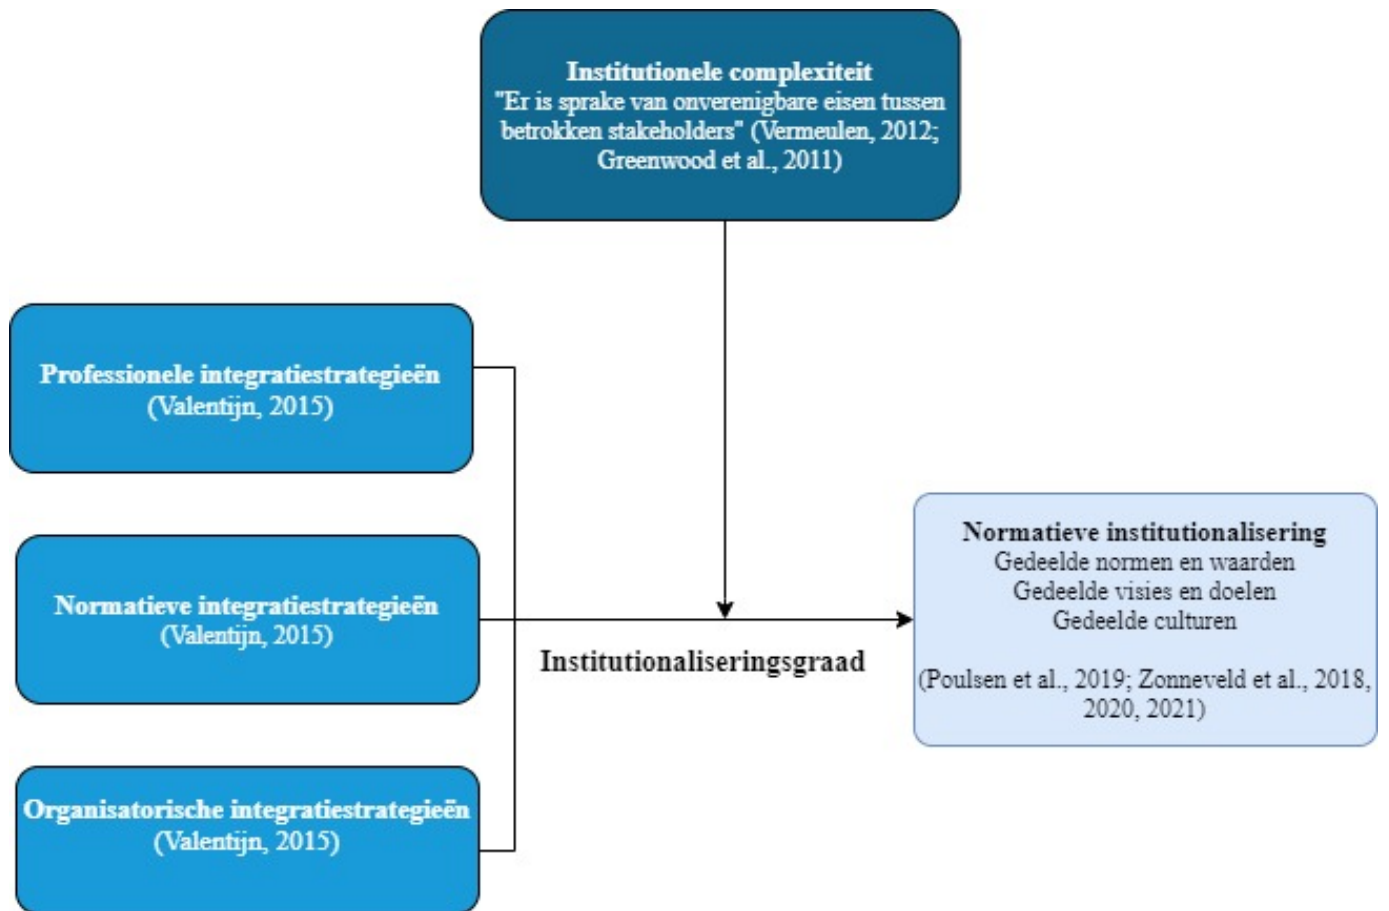 Institutionele complexiteit
"Er is sprake van onverenigbare eisen tussen
betrokken stakeholders" (Vermeulen, 2012;
Greenwood et al., 2011)
Professionele integratiestrategieën
(Valentijn, 2015)
Normatieve integratiestrategieën
(Valentijn, 2015)
Organisatorische integratiestrategieën
(Valentijn, 2015)
Institutionaliseringsgraad
Normatieve institutionalisering
Gedeelde normen en waarden
Gedeelde visies en doelen
Gedeelde culturen
(Poulsen et al., 2019; Zonneveld et al., 2018,
2020, 2021)